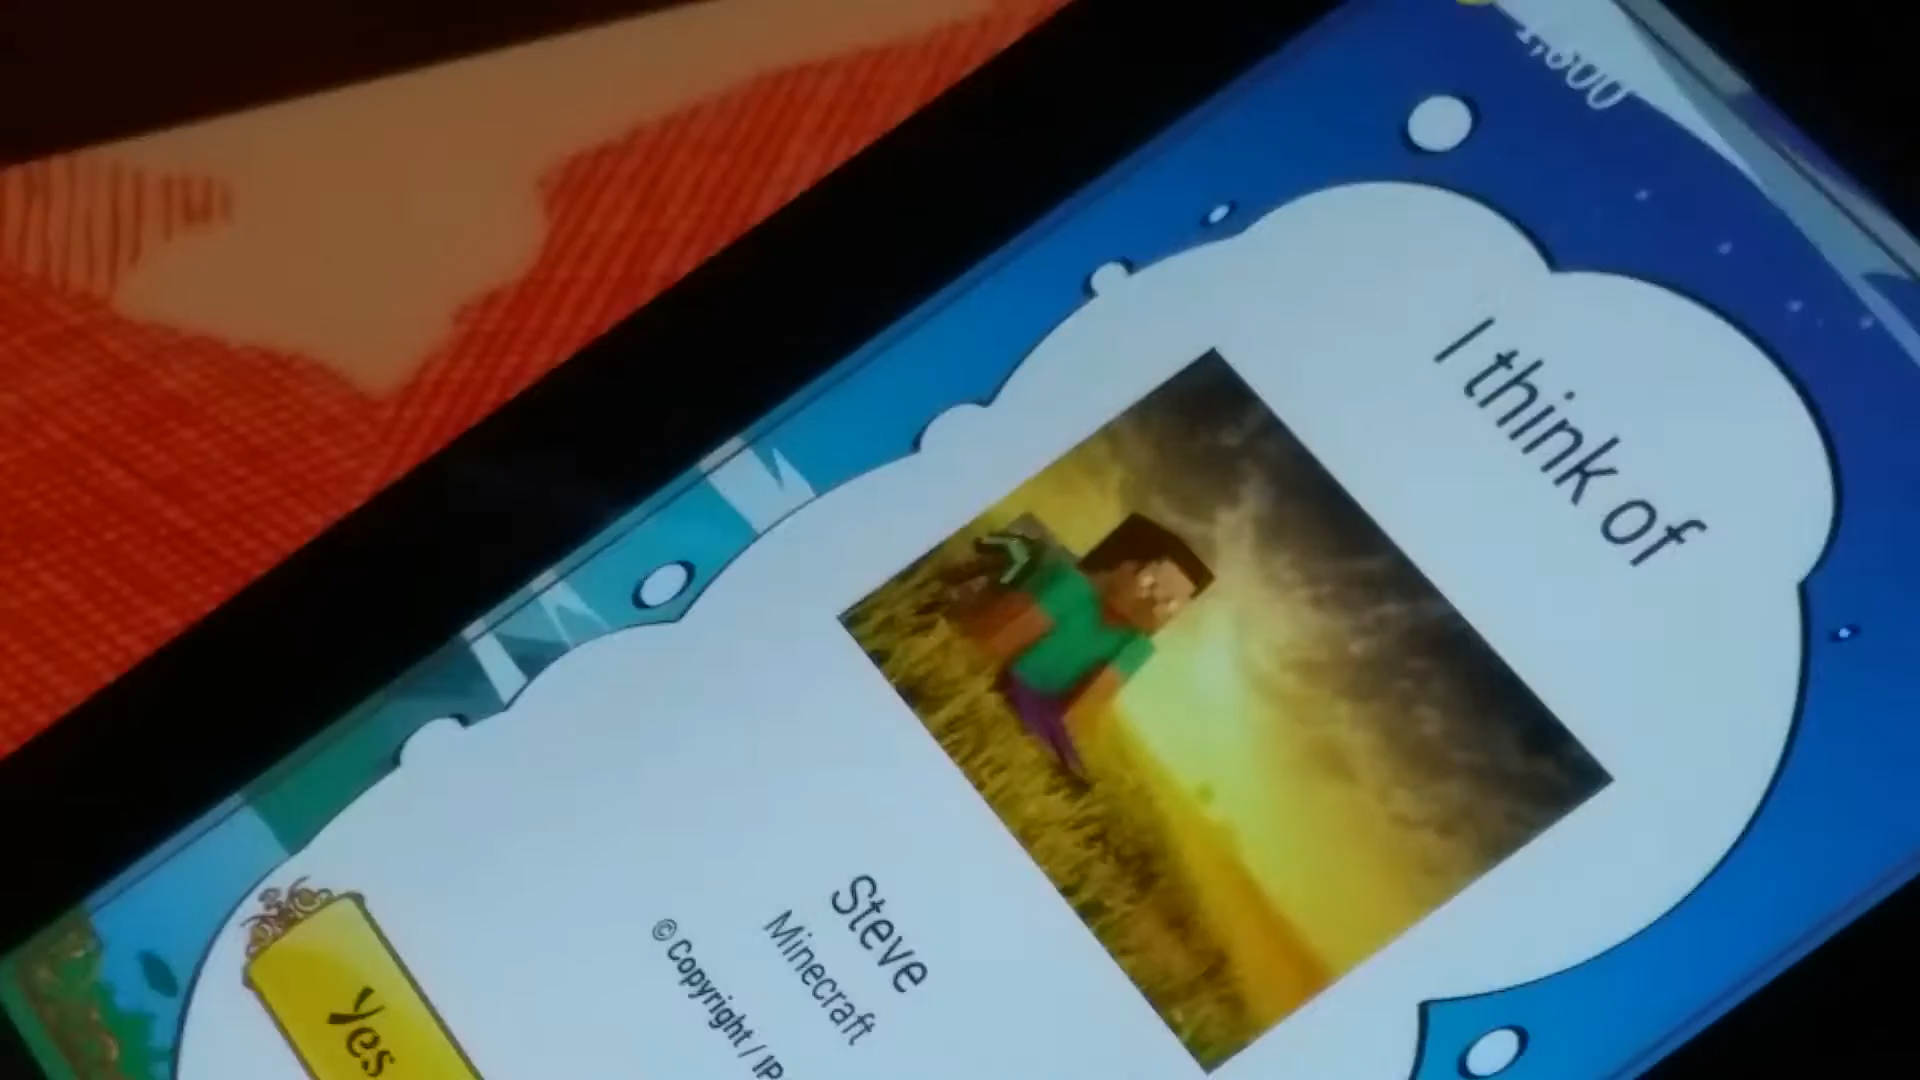 I think of
Steve
Minecraft
© Copyright / IP
Yes